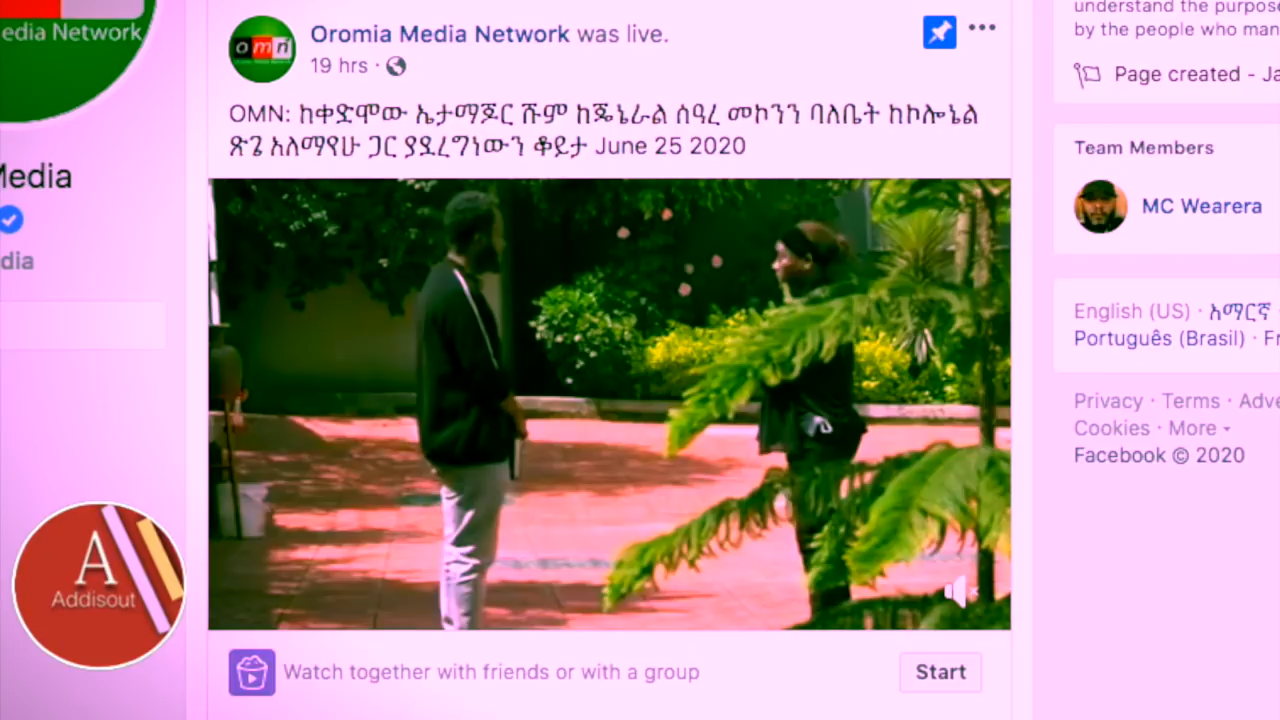 edia Network
omn
Media
dia
A
Addisout
Oromia Media Network was live.
19 hrs ·
OMN: ከቀድሞው ኤታማጆር ሹም ከጄኔራል ሰዓረ መኮንን ባለቤት ከኮሎኔል
ጽጌ አለማየሁ ጋር ያደረግነውን ቆይታ June 25 2020
Watch together with friends or with a group
Start
understand the purpose
by the people who man
Page created - Ja
Team Members
MC Wearera
English (US) · አማርኛ
Português (Brasil) · Fr
Privacy · Terms · Adve
Cookies · More
Facebook © 2020